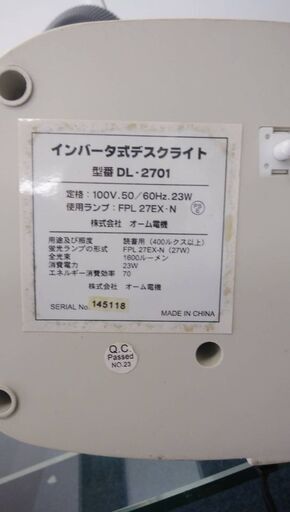 インバータ式デスクライト
型番 DL-2701
定格：100V.50／60Hz.23W
使用ランプ：FPL 27EX-N
PS
E
株式会社 オーム電機
用途及び照度 読書用（400ルクス以上）
蛍光ランプの形式 FPL 27EX-N（27W）
全光束 1600ルーメン
消費電力 23W
エネルギー消費効率 70
株式会社 オーム電機
SERIAL No. 145118
MADE IN CHINA
Q.C.
Passed
NO.23